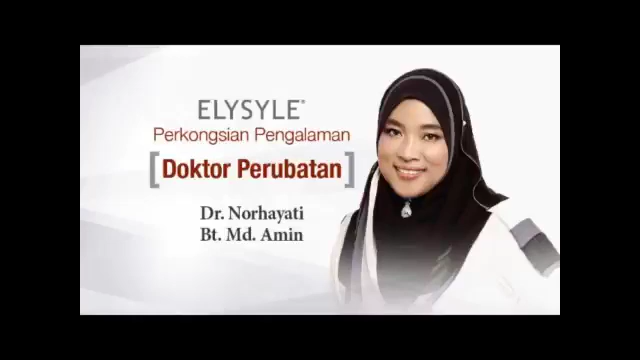 ELYSYLE®
Perkongsian Pengalaman
[Doktor Perubatan]
Dr. Norhayati
Bt. Md. Amin